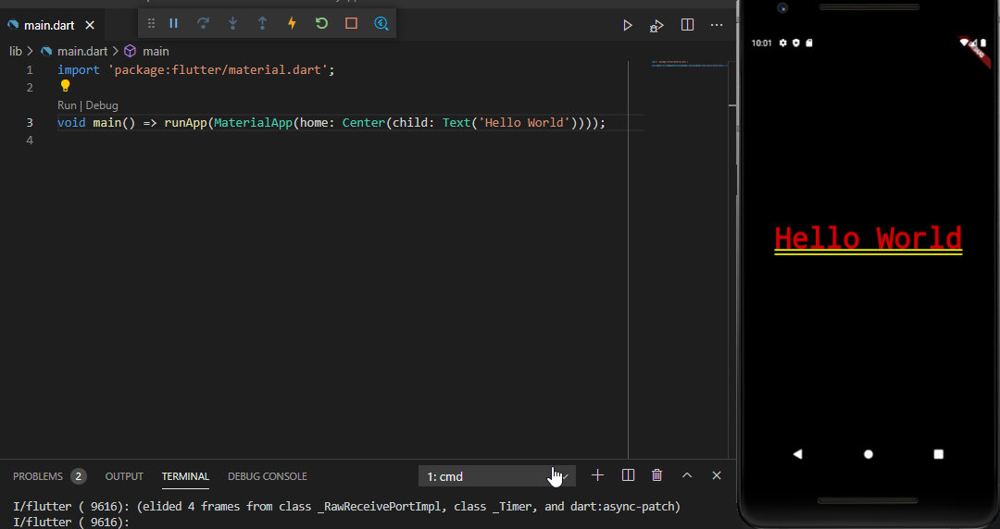 main.dart
lib > main.dart > main
1 import 'package:flutter/material.dart';
2
Run | Debug
3 void main() => runApp(MaterialApp(home: Center(child: Text('Hello World'))));
4
PROBLEMS 2 OUTPUT TERMINAL DEBUG CONSOLE 1: cmd
I/flutter ( 9616): (elided 4 frames from class _RawReceivePortImpl, class _Timer, and dart:async-patch)
I/flutter ( 9616):
10:01
DEBUG
Hello World